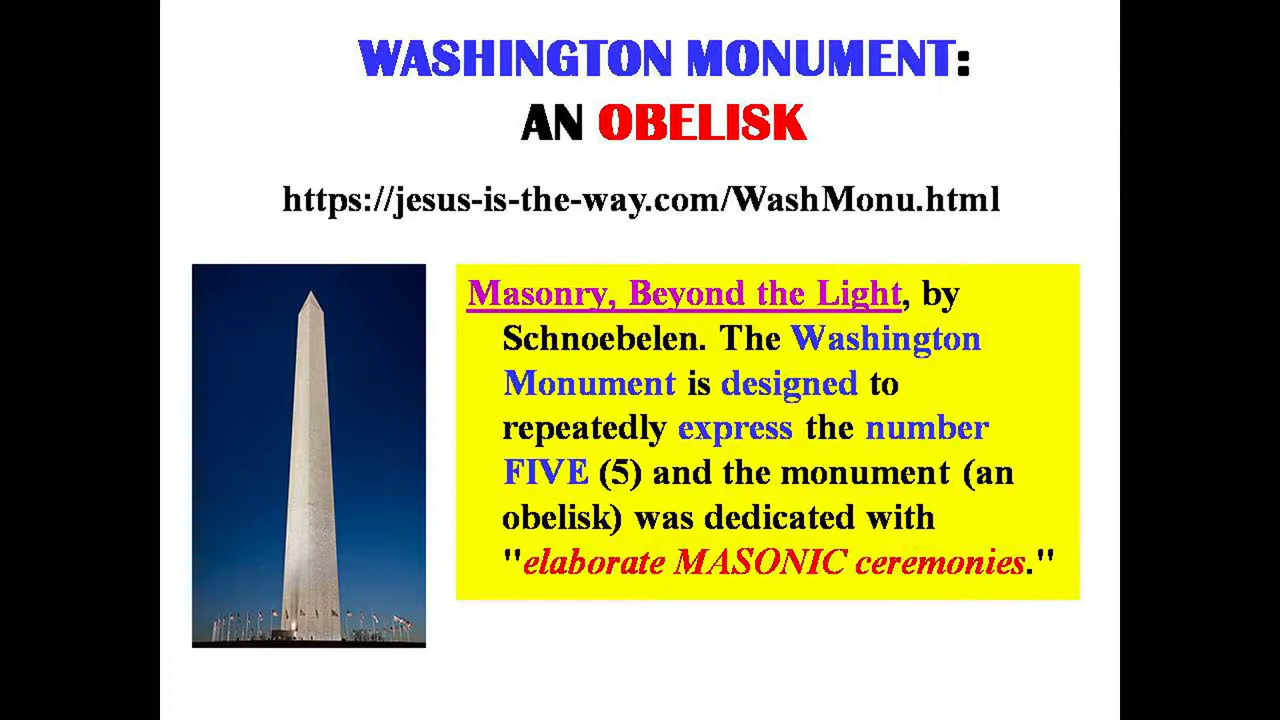 WASHINGTON MONUMENT:
AN OBELISK
https://jesus-is-the-way.com/WashMonu.html
Masonry, Beyond the Light, by
Schnoebelen. The Washington
Monument is designed to
repeatedly express the number
FIVE (5) and the monument (an
obelisk) was dedicated with
"elaborate MASONIC ceremonies."